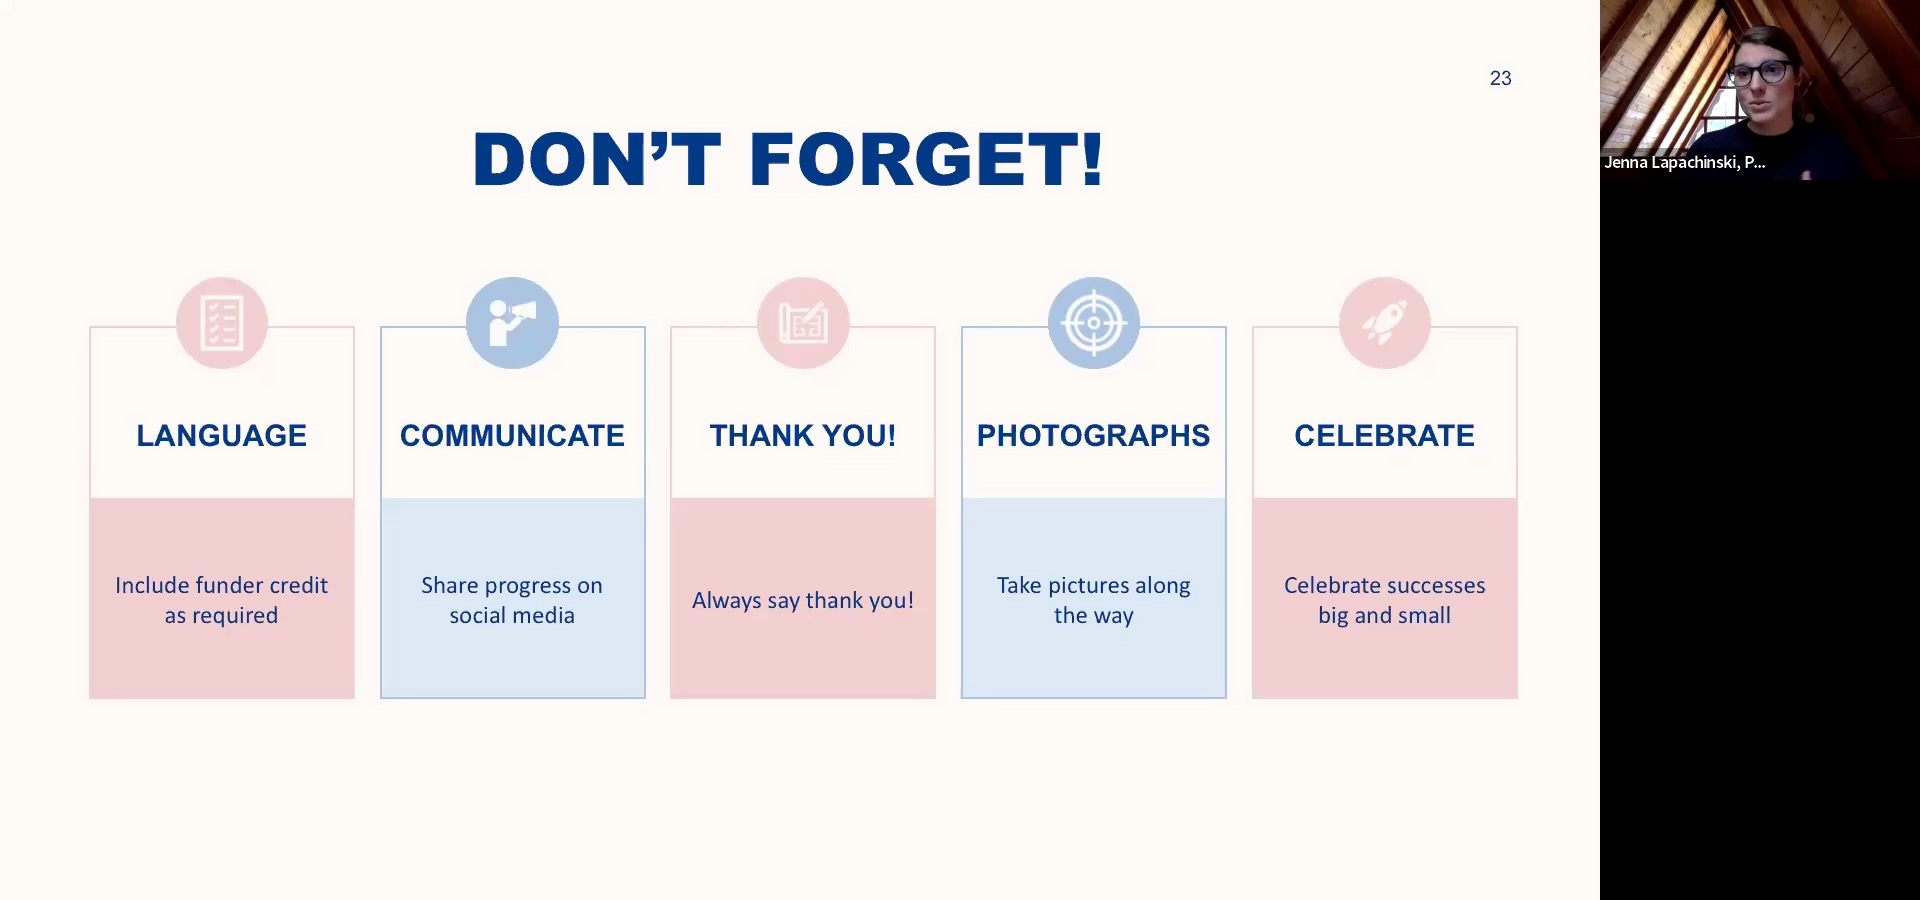 23
DON’T FORGET!
LANGUAGE
Include funder credit
as required
COMMUNICATE
Share progress on
social media
THANK YOU!
Always say thank you!
PHOTOGRAPHS
Take pictures along
the way
CELEBRATE
Celebrate successes
big and small
Jenna Lapachinski, P...